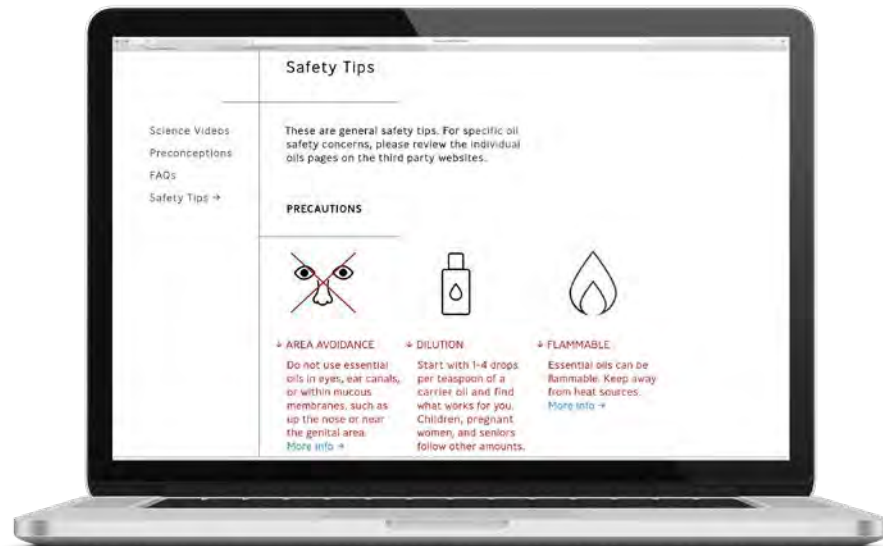 Safety Tips
Science Videos
Preconceptions
FAQs
Safety Tips →
These are general safety tips. For specific oil
safety concerns, please review the individual
oils pages on the third party websites.
PRECAUTIONS
↓ AREA AVOIDANCE
Do not use essential
oils in eyes, ear canals,
or within mucous
membranes, such as
up the nose or near
the genital area.
More info →
↓ DILUTION
Start with 1-4 drops
per teaspoon of a
carrier oil and find
what works for you.
Children, pregnant
women, and seniors
follow other amounts.
↓ FLAMMABLE
Essential oils can be
flammable. Keep away
from heat sources.
More info →